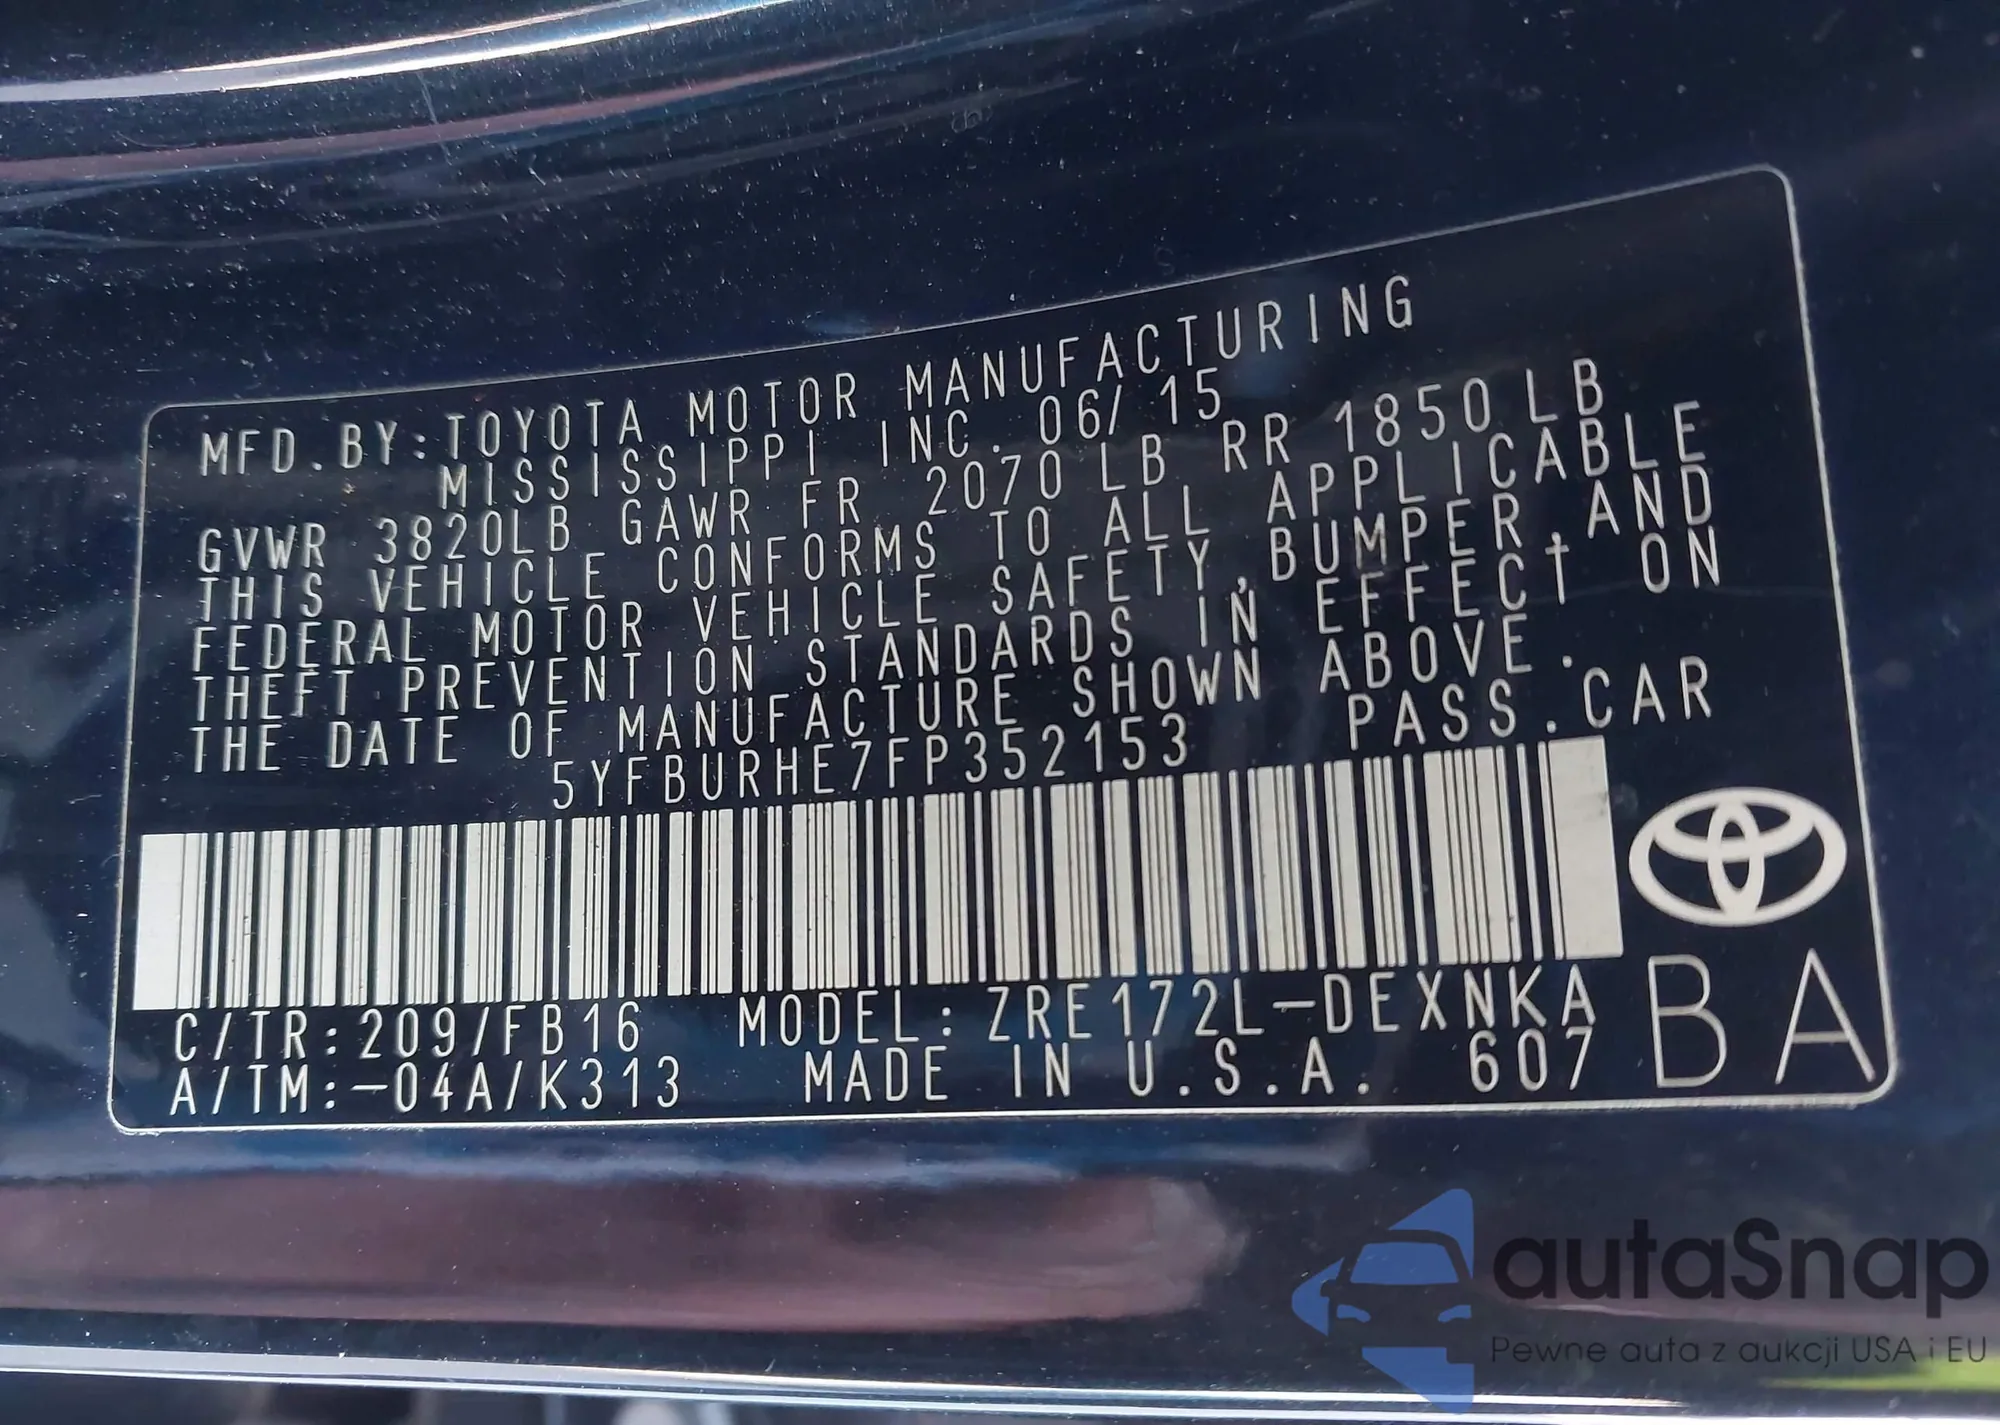 MFD.BY:TOYOTA MOTOR MANUFACTURING
MISSISSIPPI INC. 06/15
GVWR 3820LB GAWR FR 2070LB RR 1850LB
THIS VEHICLE CONFORMS TO ALL APPLICABLE
FEDERAL MOTOR VEHICLE SAFETY,BUMPER,AND
THEFT PREVENTION STANDARDS IN EFFECT ON
THE DATE OF MANUFACTURE SHOWN ABOVE.
5YFBURHE7FP352153 PASS.CAR
C/TR:209/FB16 MODEL:ZRE172L-DEXNKA
A/TM:-04A/K313 MADE IN U.S.A. 607
BA
autaSnap
Pewne auta z aukcji USA i EU